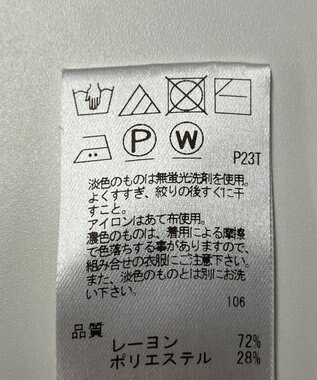 P W
P23T
淡色のものは無蛍光洗剤を使用。
よくすすぎ、絞りの後すぐに干
すこと。
アイロンはあて布使用。
濃色のものは、着用による摩擦
で色落ちする事がありますので、
組み合せの衣服にご注意下さい。
また、淡色のものとは別にお洗
い下さい。
106
品質
レーヨン 72%
ポリエステル 28%